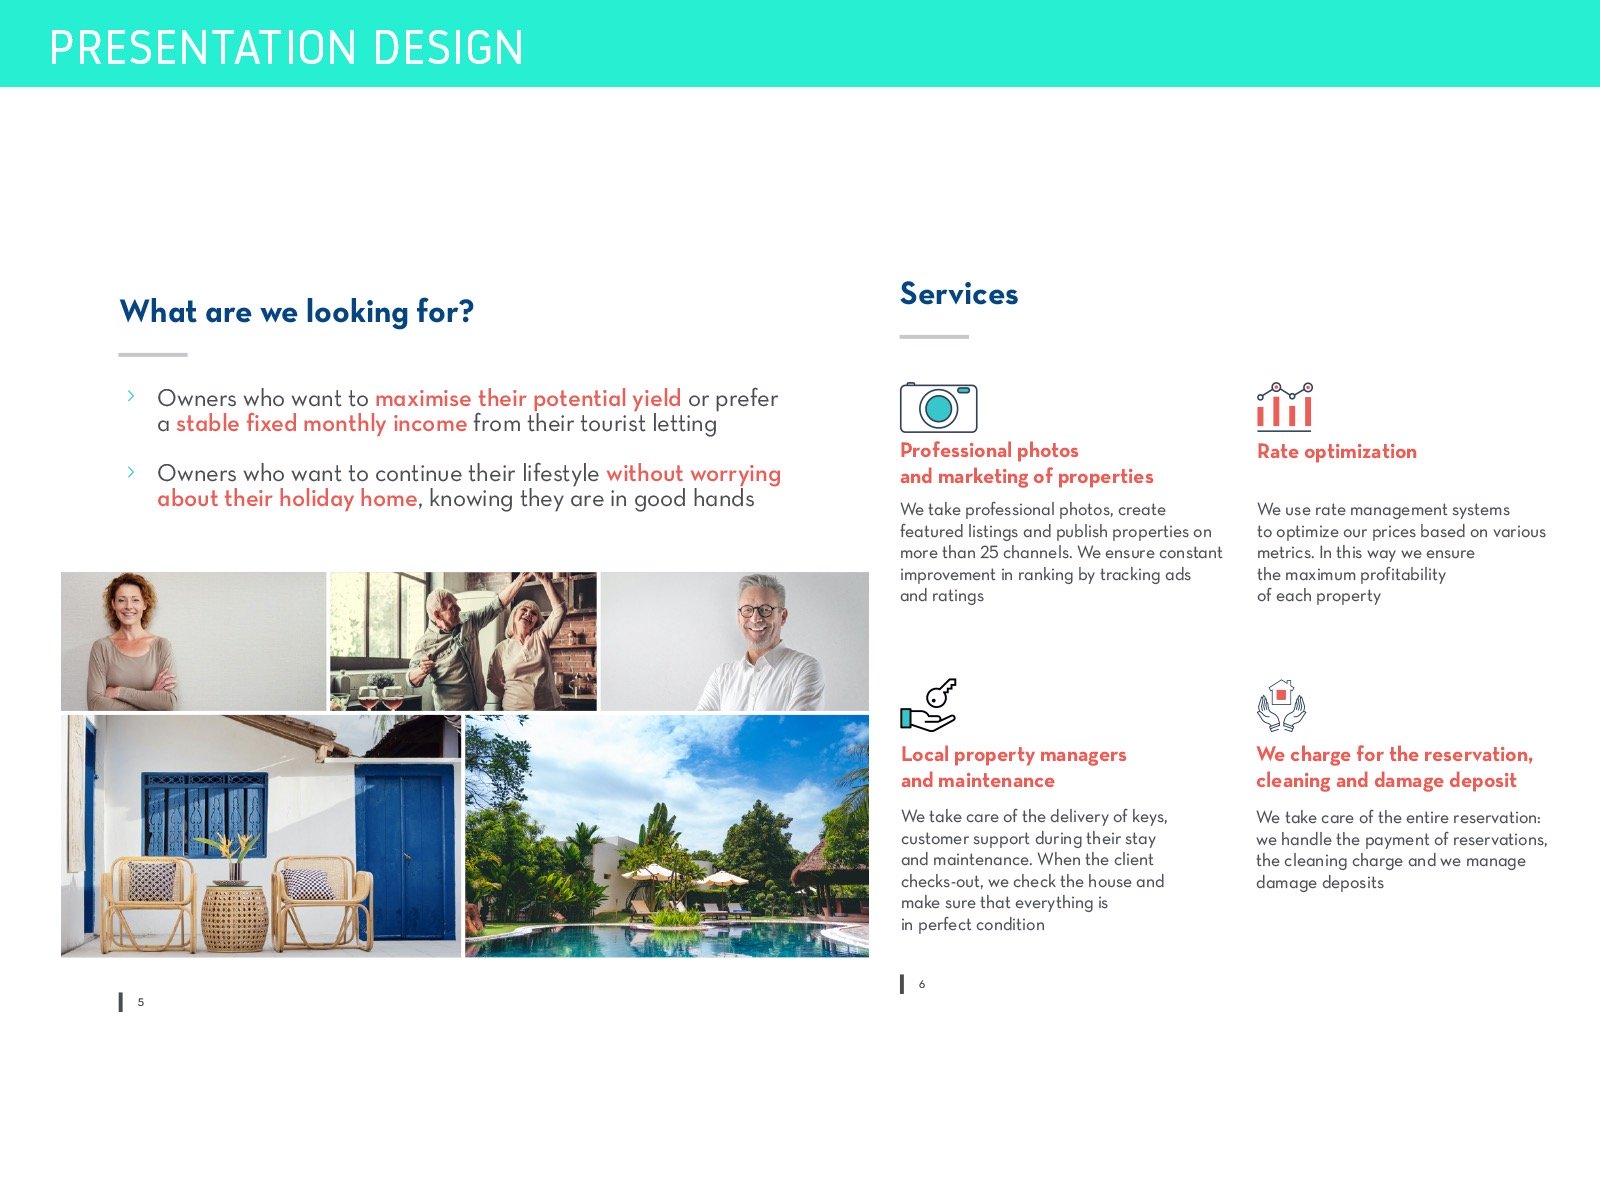 PRESENTATION DESIGN
What are we looking for?
Owners who want to maximise their potential yield or prefer
a stable fixed monthly income from their tourist letting
Owners who want to continue their lifestyle without worrying
about their holiday home, knowing they are in good hands
5
Services
Professional photos
and marketing of properties
We take professional photos, create
featured listings and publish properties on
more than 25 channels. We ensure constant
improvement in ranking by tracking ads
and ratings
Rate optimization
We use rate management systems
to optimize our prices based on various
metrics. In this way we ensure
the maximum profitability
of each property
Local property managers
and maintenance
We take care of the delivery of keys,
customer support during their stay
and maintenance. When the client
checks-out, we check the house and
make sure that everything is
in perfect condition
We charge for the reservation,
cleaning and damage deposit
We take care of the entire reservation:
we handle the payment of reservations,
the cleaning charge and we manage
damage deposits
6